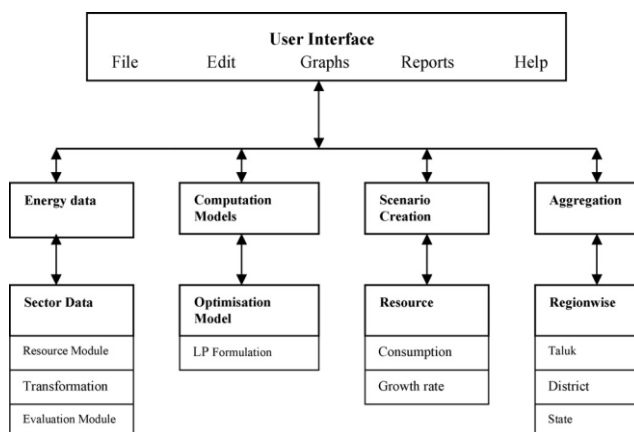 User Interface
File Edit Graphs Reports Help
Energy data
Computation
Models
Scenario
Creation
Aggregation
Sector Data
Resource Module
Transformation
Evaluation Module
Optimisation
Model
LP Formulation
Resource
Consumption
Growth rate
Regionwise
Taluk
District
State